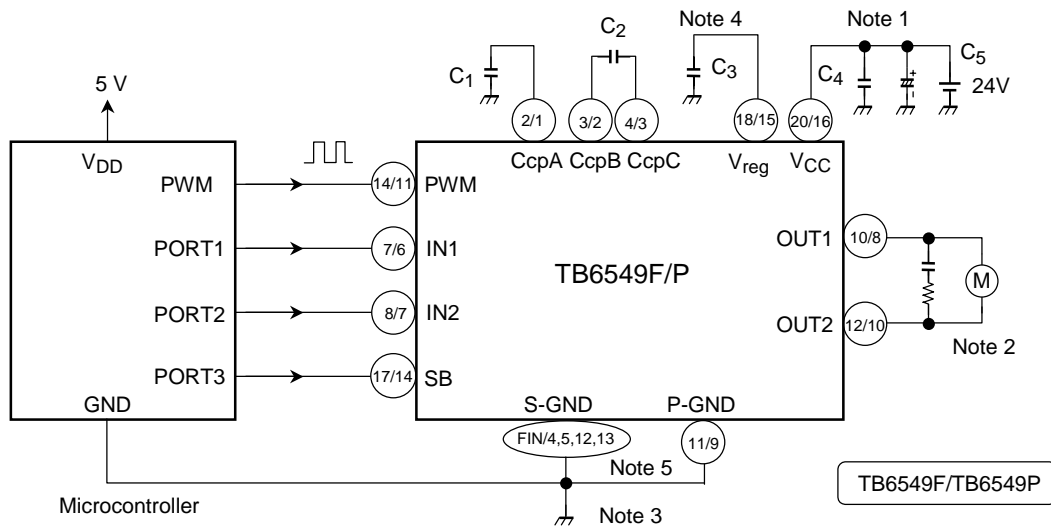 Note 4
Note 1
C2
C1
C3
C4
C5
24V
5 V
2/1
3/2
4/3
18/15
20/16
VDD
CcpA
CcpB
CcpC
Vreg
VCC
PWM
14/11
PWM
PORT1
7/6
IN1
OUT1
10/8
TB6549F/P
M
PORT2
8/7
IN2
OUT2
12/10
Note 2
PORT3
17/14
SB
GND
S-GND
P-GND
FIN/4,5,12,13
11/9
Note 5
TB6549F/TB6549P
Microcontroller
Note 3
+
-